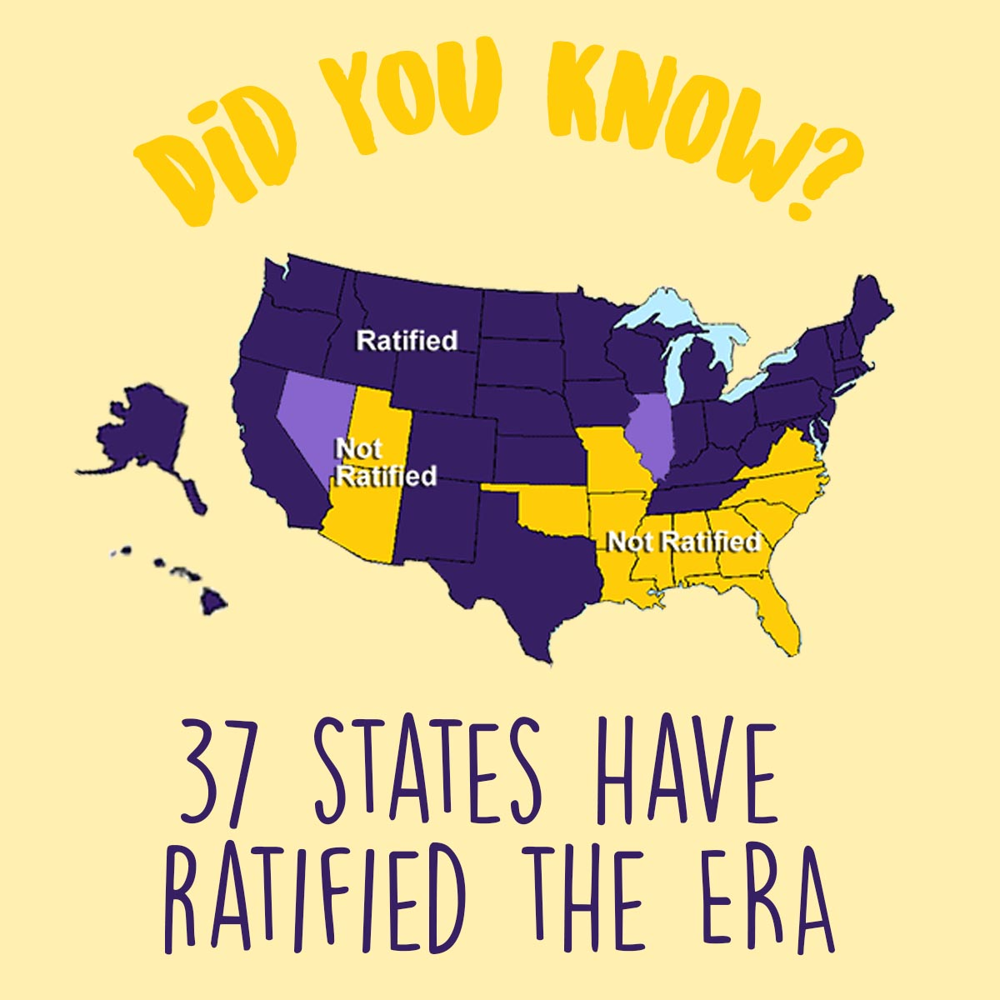 DiD YOU KNOW?
Ratified
Not
Ratified
Not Ratified
37 STATES HAVE
RATIFIED THE ERA